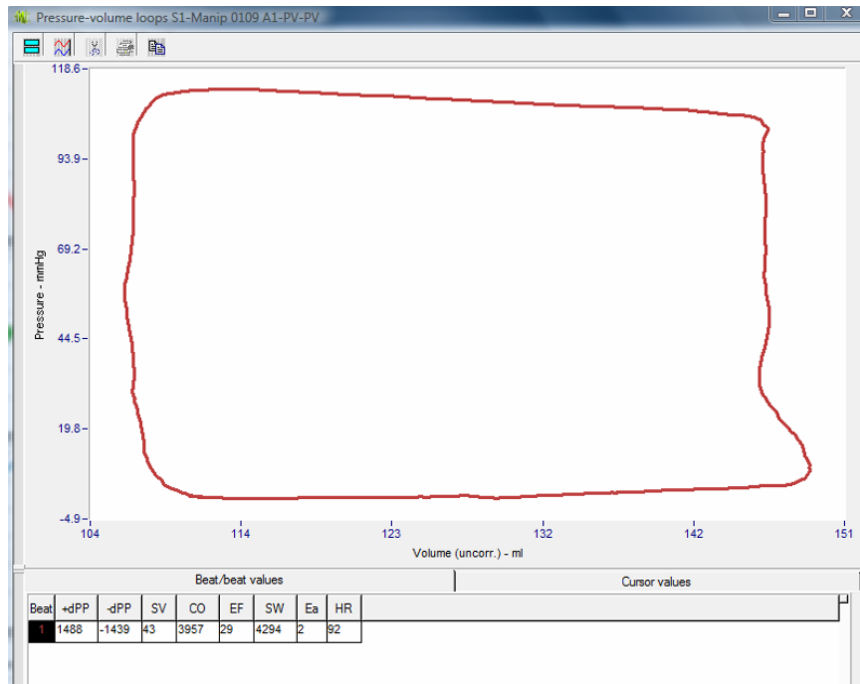 Pressure-volume loops S1-Manip 0109 A1-PV-PV
118.6
93.9
69.2
44.5
19.8
-4.9
Pressure - mmHg
104 114 123 132 142 151
Volume (uncorr.) - ml
Beat/beat values Cursor values
Beat +dPP -dPP SV CO EF SW Ea HR
1 1488 -1439 43 3957 29 4294 2 92